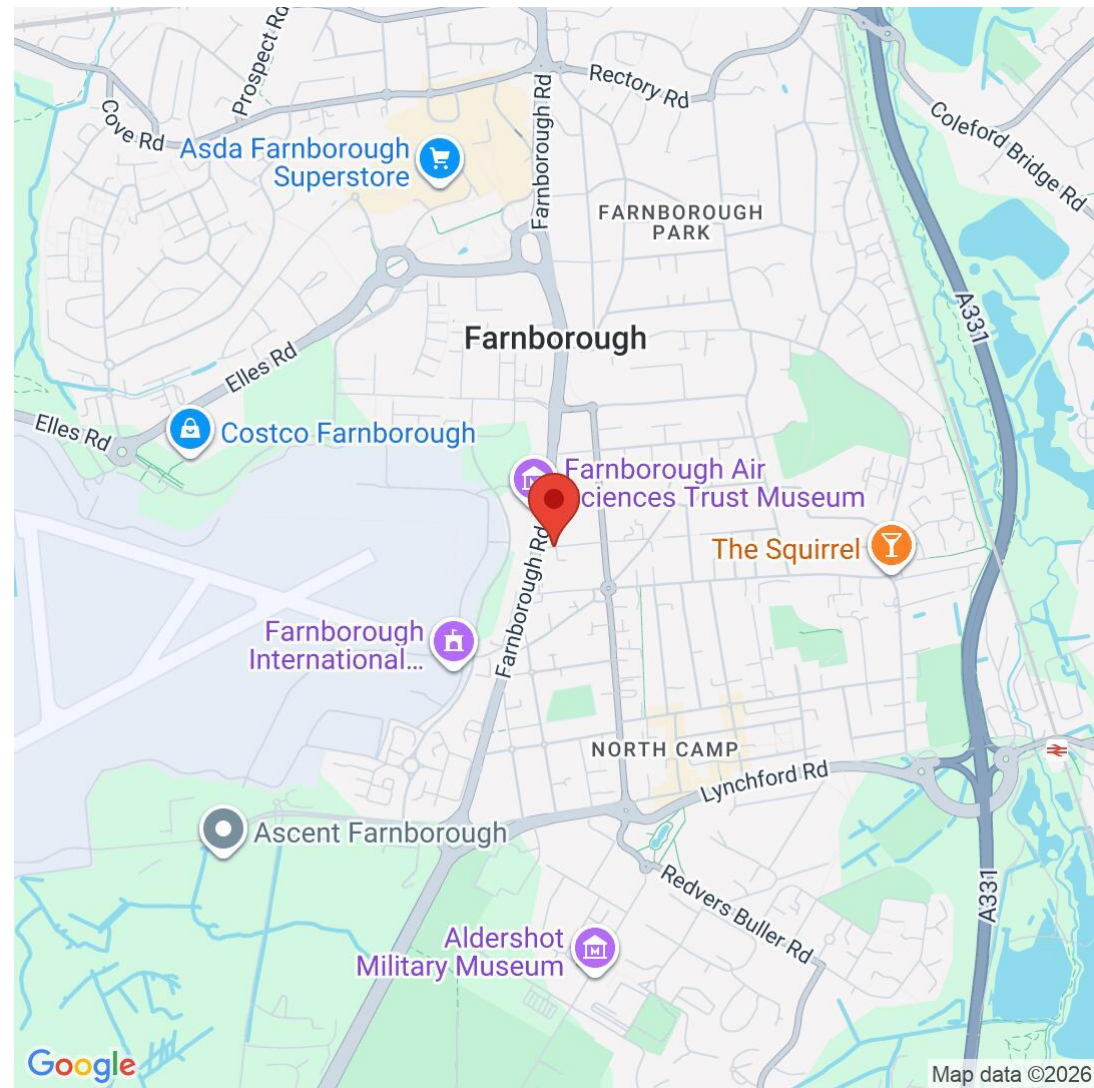 Prospect Rd
Rectory Rd
Cove Rd
Farnborough Rd
Coleford Bridge Rd
Asda Farnborough
Superstore
FARNBOROUGH
PARK
A331
Farnborough
Elles Rd
Elles Rd
Costco Farnborough
Farnborough Air
ciences Trust Museum
The Squirrel
Farnborough Rd
Farnborough
International...
NORTH CAMP
Lynchford Rd
Ascent Farnborough
Redvers Buller Rd
A331
Aldershot
Military Museum
Google
Map data ©2026